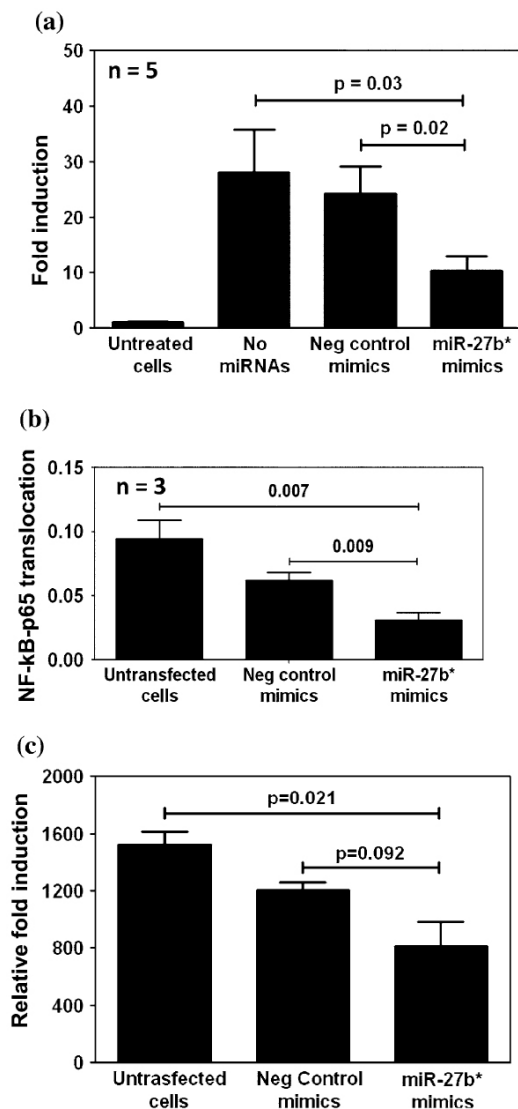 (a)
Fold induction
50
40
30
20
10
0
n = 5
p = 0.03
p = 0.02
Untreated cells
No miRNAs
Neg control mimics
miR-27b* mimics
(b)
NF-kB-p65 translocation
0.15
0.10
0.05
0.00
n = 3
0.007
0.009
Untransfected cells
Neg control mimics
miR-27b* mimics
(c)
Relative fold induction
2000
1600
1200
800
400
0
p=0.021
p=0.092
Untrasfected cells
Neg Control mimics
miR-27b* mimics